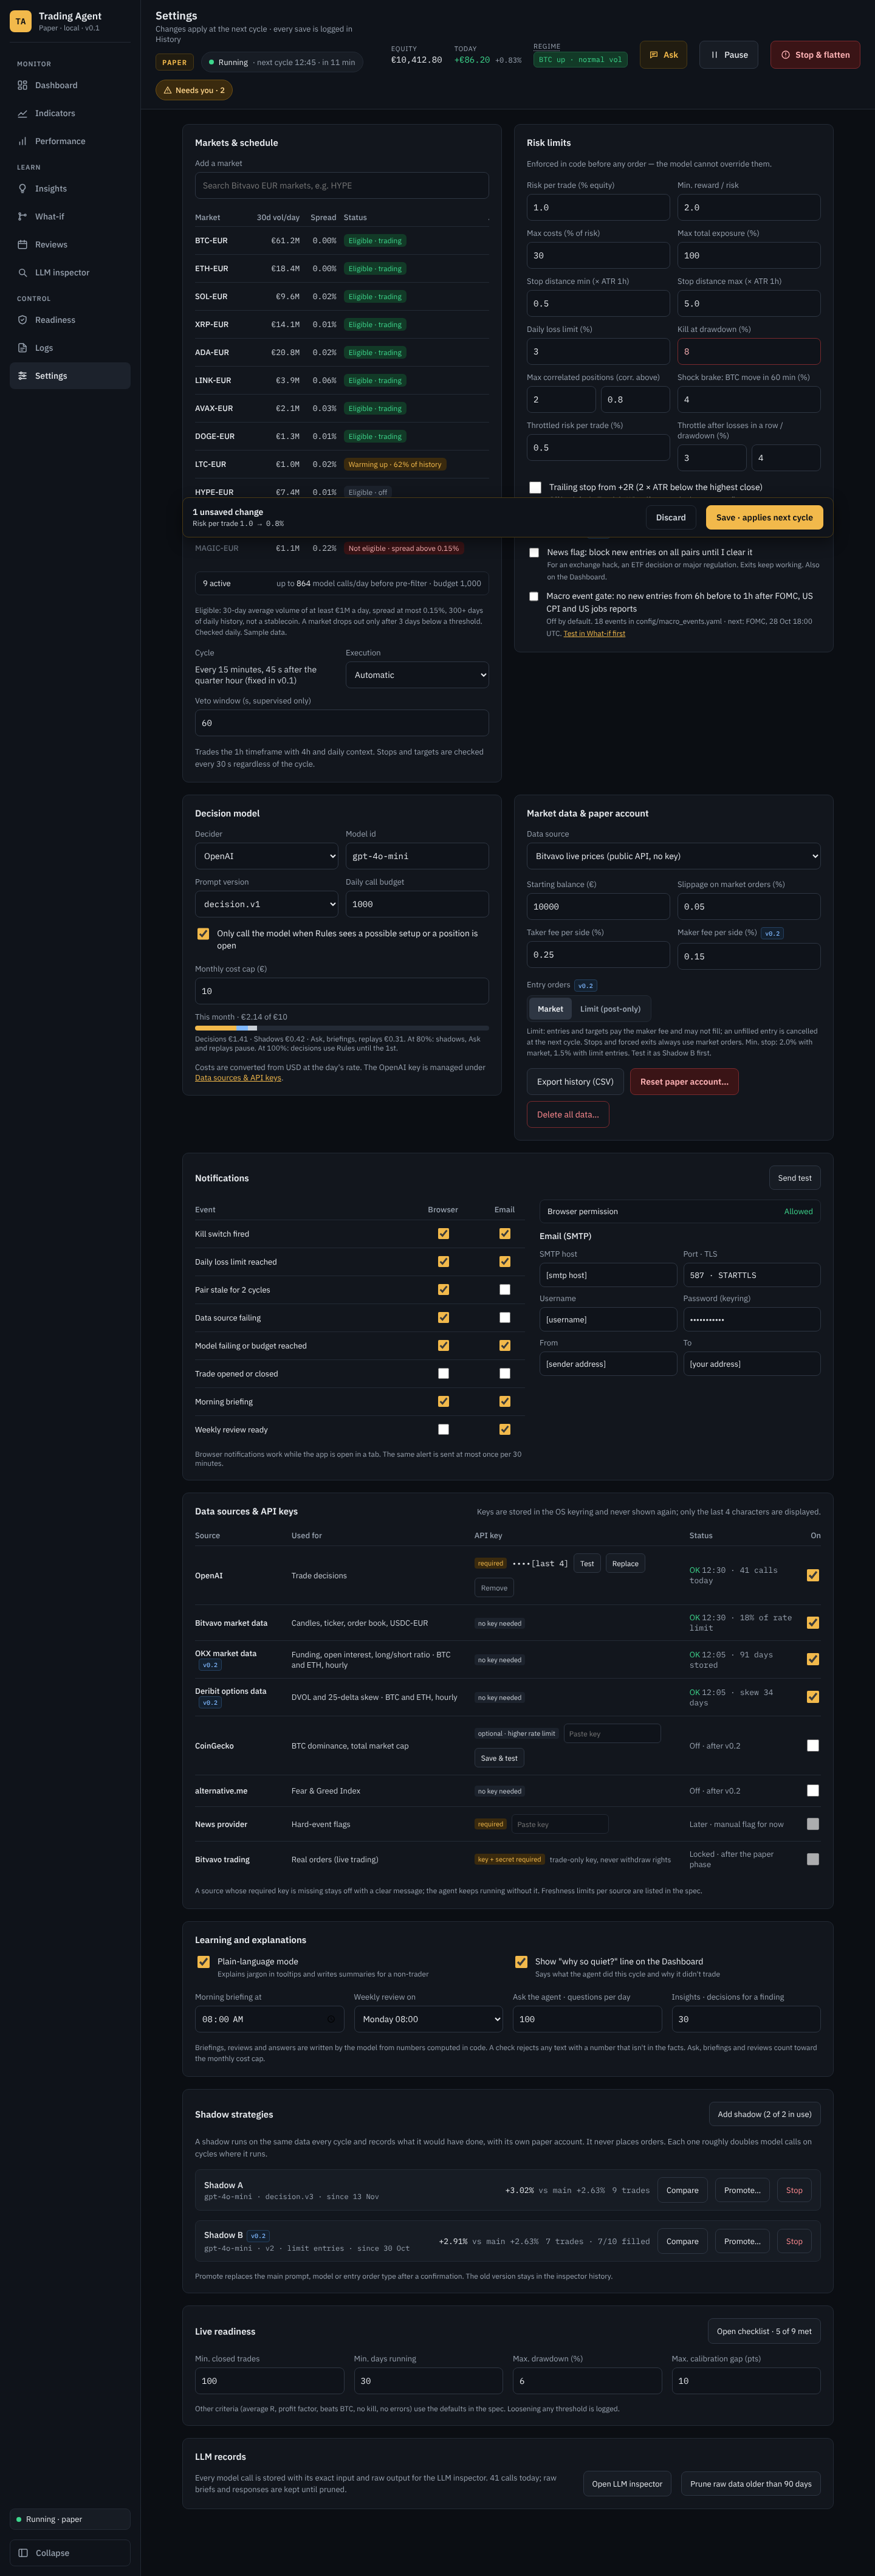 TA
Trading Agent
Paper · local · v0.1
MONITOR
Dashboard
Indicators
Performance
LEARN
Insights
What-if
Reviews
LLM inspector
CONTROL
Readiness
Logs
Settings
Running · paper
Collapse
Settings
Changes apply at the next cycle · every save is logged in
History
PAPER
Running · next cycle 12:45 · in 11 min
Needs you · 2
EQUITY
€10,412.80
TODAY
+€86.20 +0.83%
REGIME
BTC up · normal vol
Ask
Pause
Stop & flatten
Markets & schedule
Add a market
Search Bitvavo EUR markets, e.g. HYPE
Market 30d vol/day Spread Status
BTC-EUR €61.2M 0.00% Eligible · trading
ETH-EUR €18.4M 0.00% Eligible · trading
SOL-EUR €9.6M 0.02% Eligible · trading
XRP-EUR €14.1M 0.01% Eligible · trading
ADA-EUR €20.8M 0.02% Eligible · trading
LINK-EUR €3.9M 0.06% Eligible · trading
AVAX-EUR €2.1M 0.03% Eligible · trading
DOGE-EUR €1.3M 0.01% Eligible · trading
LTC-EUR €1.0M 0.02% Warming up · 62% of history
HYPE-EUR €7.4M 0.01% Eligible · off
1 unsaved change
Risk per trade 1.0 → 0.8%
Discard
Save · applies next cycle
MAGIC-EUR €1.1M 0.22% Not eligible · spread above 0.15%
9 active up to 864 model calls/day before pre-filter · budget 1,000
Eligible: 30-day average volume of at least €1M a day, spread at most 0.15%, 300+ days
of daily history, not a stablecoin. A market drops out only after 3 days below a threshold.
Checked daily. Sample data.
Cycle
Every 15 minutes, 45 s after the
quarter hour (fixed in v0.1)
Execution
Automatic
Veto window (s, supervised only)
60
Trades the 1h timeframe with 4h and daily context. Stops and targets are checked
every 30 s regardless of the cycle.
Risk limits
Enforced in code before any order — the model cannot override them.
Risk per trade (% equity)
1.0
Min. reward / risk
2.0
Max costs (% of risk)
30
Max total exposure (%)
100
Stop distance min (× ATR 1h)
0.5
Stop distance max (× ATR 1h)
5.0
Daily loss limit (%)
3
Kill at drawdown (%)
8
Max correlated positions (corr. above)
2 0.8
Shock brake: BTC move in 60 min (%)
4
Throttled risk per trade (%)
0.5
Throttle after losses in a row /
drawdown (%)
3 4
Trailing stop from +2R (2 × ATR below the highest close)
News flag: block new entries on all pairs until I clear it
For an exchange hack, an ETF decision or major regulation. Exits keep working. Also
on the Dashboard.
Macro event gate: no new entries from 6h before to 1h after FOMC, US
CPI and US jobs reports
Off by default. 18 events in config/macro_events.yaml · next: FOMC, 28 Oct 18:00
UTC. Test in What-if first
Decision model
Decider
OpenAI
Model id
gpt-4o-mini
Prompt version
decision.v1
Daily call budget
1000
Only call the model when Rules sees a possible setup or a position is
open
Monthly cost cap (€)
10
This month · €2.14 of €10
Decisions €1.41 · Shadows €0.42 · Ask, briefings, replays €0.31. At 80%: shadows, Ask
and replays pause. At 100%: decisions use Rules until the 1st.
Costs are converted from USD at the day's rate. The OpenAI key is managed under
Data sources & API keys.
Market data & paper account
Data source
Bitvavo live prices (public API, no key)
Starting balance (€)
10000
Slippage on market orders (%)
0.05
Taker fee per side (%)
0.25
Maker fee per side (%) v0.2
0.15
Entry orders v0.2
Market
Limit (post-only)
Limit: entries and targets pay the maker fee and may not fill; an unfilled entry is cancelled
at the next cycle. Stops and forced exits always use market orders. Min. stop: 2.0% with
market, 1.5% with limit entries. Test it as Shadow B first.
Export history (CSV)
Reset paper account...
Delete all data...
Notifications
Send test
Event Browser Email
Kill switch fired
Daily loss limit reached
Pair stale for 2 cycles
Data source failing
Model failing or budget reached
Trade opened or closed
Morning briefing
Weekly review ready
Browser notifications work while the app is open in a tab. The same alert is sent at most once per 30
minutes.
Browser permission Allowed
Email (SMTP)
SMTP host
[smtp host]
Port · TLS
587 · STARTTLS
Username
[username]
Password (keyring)
•••••••••••
From
[sender address]
To
[your address]
Data sources & API keys
Keys are stored in the OS keyring and never shown again; only the last 4 characters are displayed.
Source Used for API key Status On
OpenAI Trade decisions required ••••[last 4] Test Replace
Remove
OK 12:30 · 41 calls
today
Bitvavo market data Candles, ticker, order book, USDC-EUR no key needed OK 12:30 · 18% of rate
limit
OKX market data
v0.2
Funding, open interest, long/short ratio · BTC
and ETH, hourly
no key needed
OK 12:05 · 91 days
stored
Deribit options data
v0.2
DVOL and 25-delta skew · BTC and ETH, hourly
no key needed
OK 12:05 · skew 34
days
CoinGecko BTC dominance, total market cap optional · higher rate limit Paste key
Save & test
Off · after v0.2
alternative.me Fear & Greed Index no key needed Off · after v0.2
News provider Hard-event flags required Paste key Later · manual flag for now
Bitvavo trading Real orders (live trading) key + secret required trade-only key, never withdraw rights Locked · after the paper
phase
A source whose required key is missing stays off with a clear message; the agent keeps running without it. Freshness limits per source are listed in the spec.
Learning and explanations
Plain-language mode
Explains jargon in tooltips and writes summaries for a non-trader
Show "why so quiet?" line on the Dashboard
Says what the agent did this cycle and why it didn't trade
Morning briefing at
08:00 AM
Weekly review on
Monday 08:00
Ask the agent · questions per day
100
Insights · decisions for a finding
30
Briefings, reviews and answers are written by the model from numbers computed in code. A check rejects any text with a number that isn't in the facts. Ask, briefings and reviews count toward
the monthly cost cap.
Shadow strategies
Add shadow (2 of 2 in use)
A shadow runs on the same data every cycle and records what it would have done, with its own paper account. It never places orders. Each one roughly doubles model calls on
cycles where it runs.
Shadow A
gpt-4o-mini · decision.v3 · since 13 Nov
+3.02% vs main +2.63% 9 trades
Compare
Promote...
Stop
Shadow B v0.2
gpt-4o-mini · v2 · limit entries · since 30 Oct
+2.91% vs main +2.63% 7 trades · 7/10 filled
Compare
Promote...
Stop
Promote replaces the main prompt, model or entry order type after a confirmation. The old version stays in the inspector history.
Live readiness
Open checklist · 5 of 9 met
Min. closed trades
100
Min. days running
30
Max. drawdown (%)
6
Max. calibration gap (pts)
10
Other criteria (average R, profit factor, beats BTC, no kill, no errors) use the defaults in the spec. Loosening any threshold is logged.
LLM records
Every model call is stored with its exact input and raw output for the LLM inspector. 41 calls today; raw
briefs and responses are kept until pruned.
Open LLM inspector
Prune raw data older than 90 days